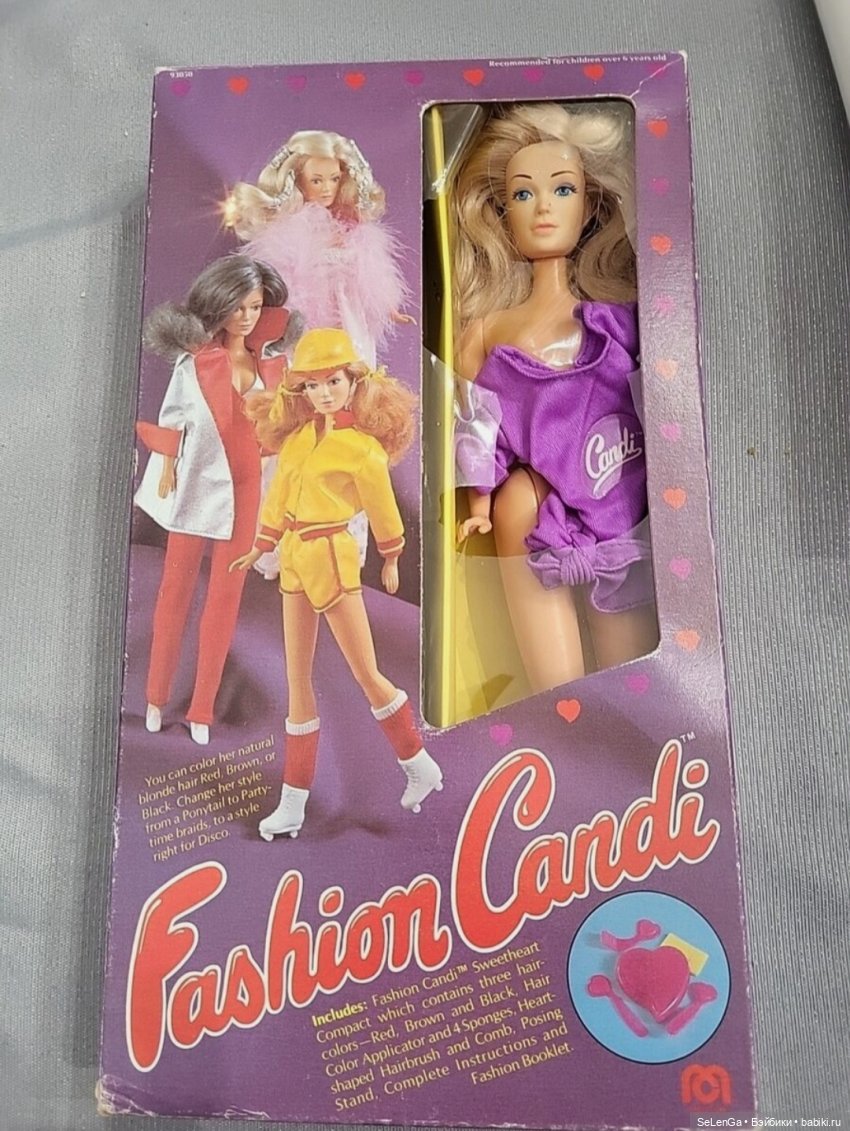 93050
Recommended for children over 6 years old
Candi
You can color her natural
blonde hair Red, Brown, or
Black. Change her style
from a Ponytail to Party-
time braids, to a style
right for Disco.
Fashion Candi™
Includes: Fashion Candi™ Sweetheart
Compact which contains three hair-
colors—Red, Brown and Black, Hair
Color Applicator and 4 Sponges, Heart-
shaped Hairbrush and Comb, Posing
Stand, Complete Instructions and
Fashion Booklet.
SeLenGa • Бэйбики • babiki.ru